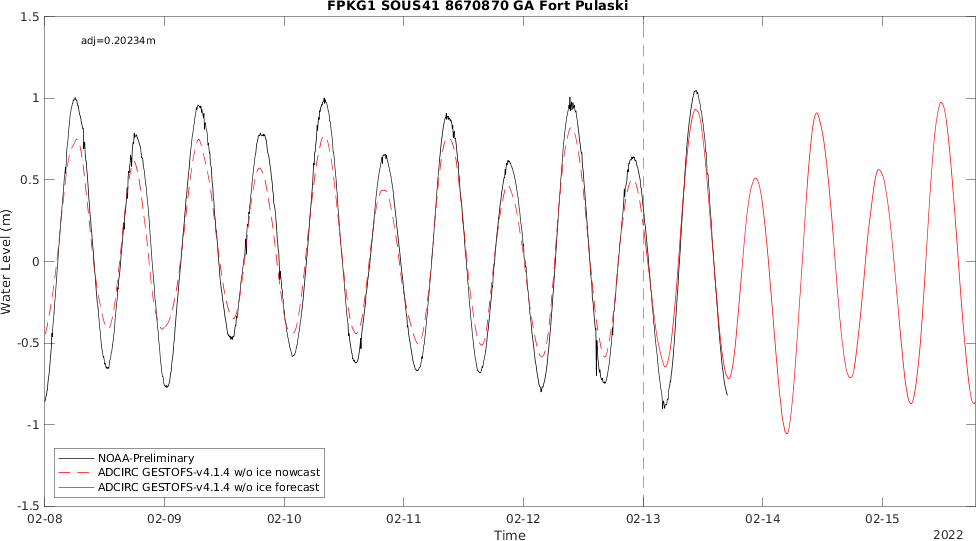 FPKG1 SOUS41 8670870 GA Fort Pulaski
adj=0.20234m
1.5
1
0.5
0
-0.5
-1
-1.5
Water Level (m)
NOAA-Preliminary
ADCIRC GESTOFS-v4.1.4 w/o ice nowcast
ADCIRC GESTOFS-v4.1.4 w/o ice forecast
02-08 02-09 02-10 02-11 02-12 02-13 02-14 02-15
Time
2022